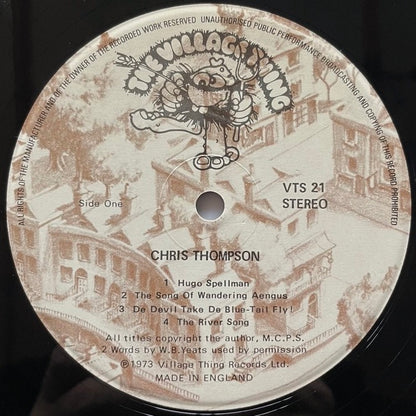 ALL RIGHTS OF THE MANUFACTURER AND OF THE OWNER OF THE RECORDED WORK RESERVED UNAUTHORISED PUBLIC PERFORMANCE BROADCASTING AND COPYING OF THIS RECORD PROHIBITED
THE VILLAGE THING
Side One
VTS 21
STEREO
CHRIS THOMPSON
1 Hugo Spellman
2 The Song Of Wandering Aengus
3 De Devil Take De Blue-Tail Fly!
4 The River Song
All titles copyright the author, M.C.P.S.
2 Words by W.B.Yeats used by permission
℗1973 Village Thing Records Ltd.
MADE IN ENGLAND